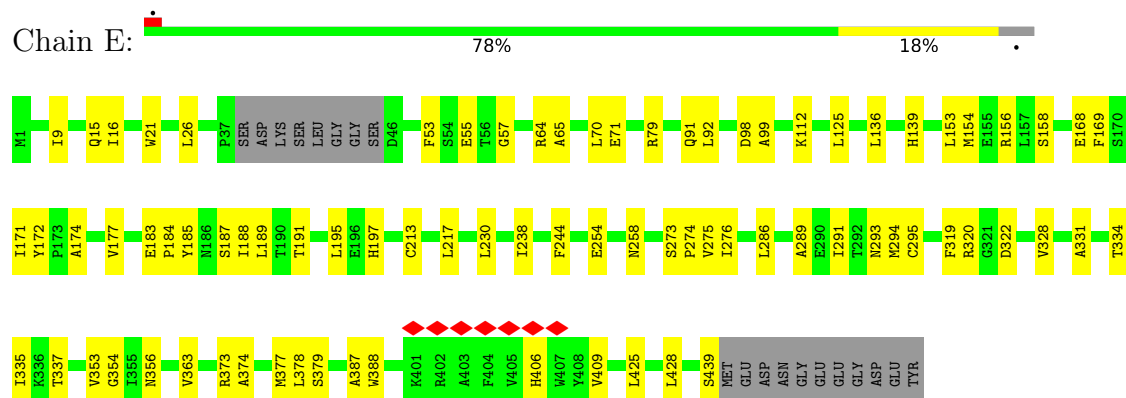 Chain E:
78% 18%
M1 I9 Q15 I16 W21 L26 P37 SER ASP LYS SER LEU GLY GLY SER D46 F53 S54 E55 T56 G57 R64 A65 L70 E71 R79 Q91 L92 D98 A99 K112 L125 L136 H139 L153 M154 E155 R156 L157 S158 E168 F169 S170
I171 Y172 P173 A174 V177 E183 P184 Y185 N186 S187 I188 L189 T190 T191 L195 E196 H197 C213 L217 L230 I238 F244 E254 N258 S273 P274 V275 I276 L286 A289 E290 I291 T292 N293 M294 C295 F319 R320 G321 D322 V328 A331 T334
I335 K336 T337 V353 G354 I355 N356 V363 R373 A374 M377 L378 S379 A387 W388 K401 R402 A403 F404 V405 H406 W407 Y408 V409 L425 L428 S439 MET GLU ASP ASN GLY GLU GLU GLY ASP GLU TYR